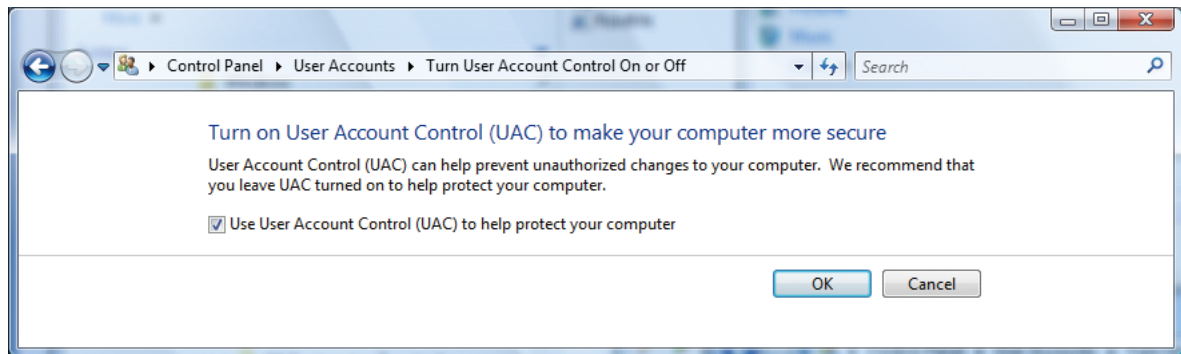 Control Panel User Accounts Turn User Account Control On or Off Search
Turn on User Account Control (UAC) to make your computer more secure
User Account Control (UAC) can help prevent unauthorized changes to your computer. We recommend that
you leave UAC turned on to help protect your computer.
Use User Account Control (UAC) to help protect your computer
OK Cancel